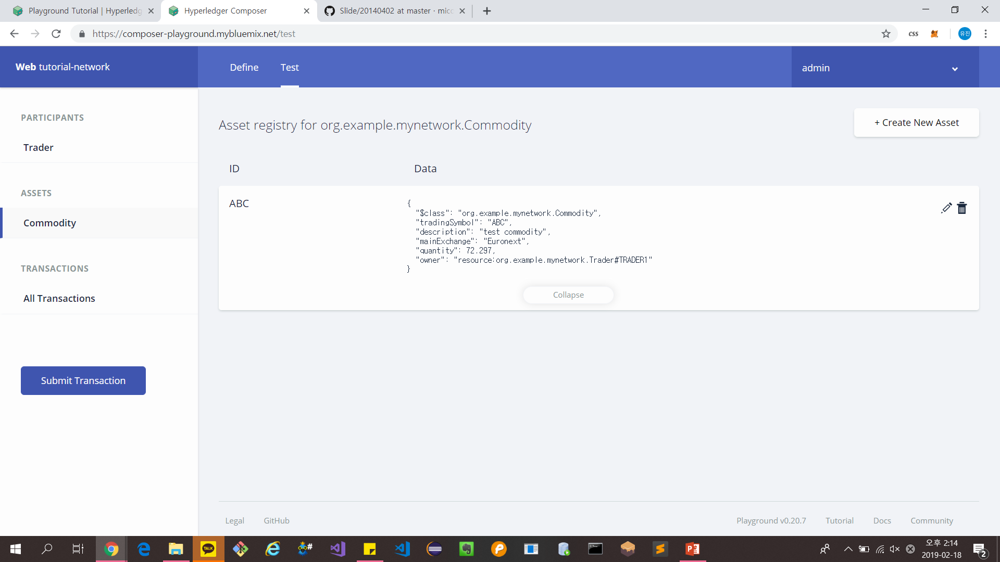 Playground Tutorial | Hyperledg
Hyperledger Composer
Slide/20140402 at master · mic
https://composer-playground.mybluemix.net/test
CSS
유진
Web tutorial-network
Define
Test
admin
PARTICIPANTS
Trader
ASSETS
Commodity
TRANSACTIONS
All Transactions
Submit Transaction
Asset registry for org.example.mynetwork.Commodity
+ Create New Asset
ID
Data
ABC
{
"$class": "org.example.mynetwork.Commodity",
"tradingSymbol": "ABC",
"description": "test commodity",
"mainExchange": "Euronext",
"quantity": 72.297,
"owner": "resource:org.example.mynetwork.Trader#TRADER1"
}
Collapse
Legal
GitHub
Playground v0.20.7
Tutorial
Docs
Community
TALK
오후 2:14
2019-02-18
2